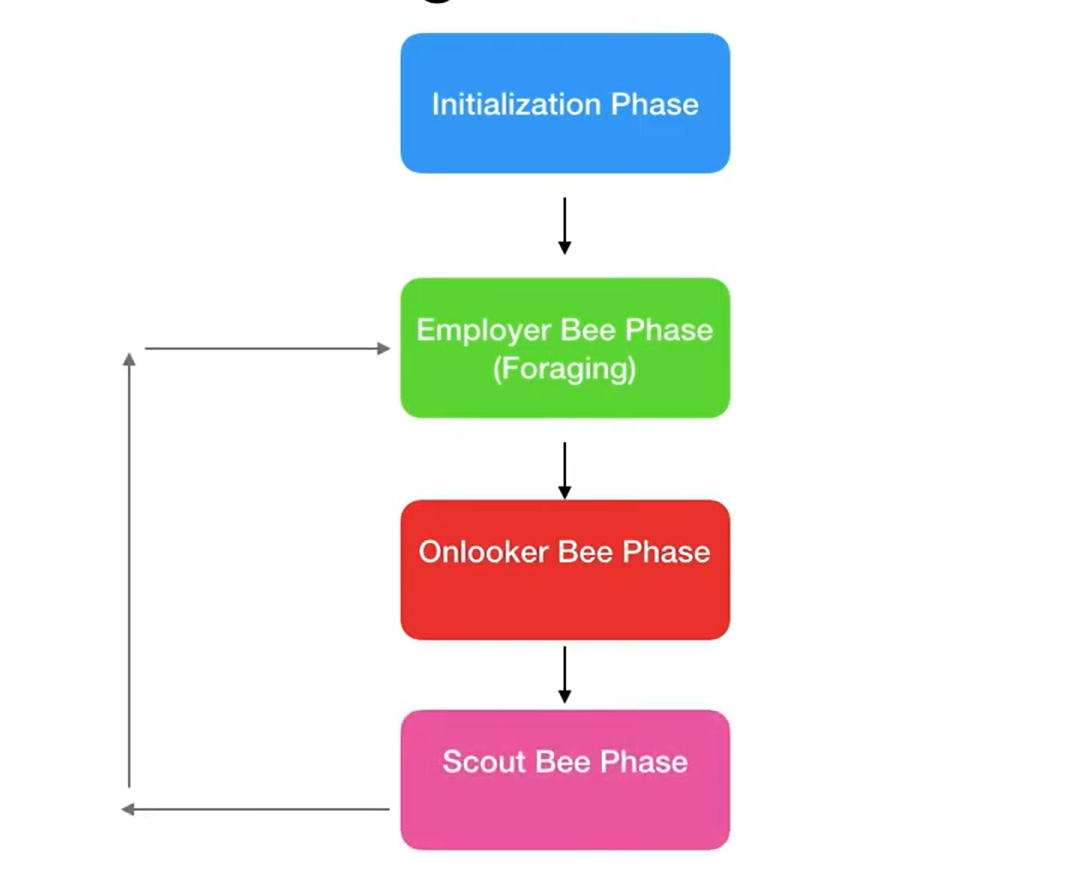 Initialization Phase
Employer Bee Phase
(Foraging)
Onlooker Bee Phase
Scout Bee Phase